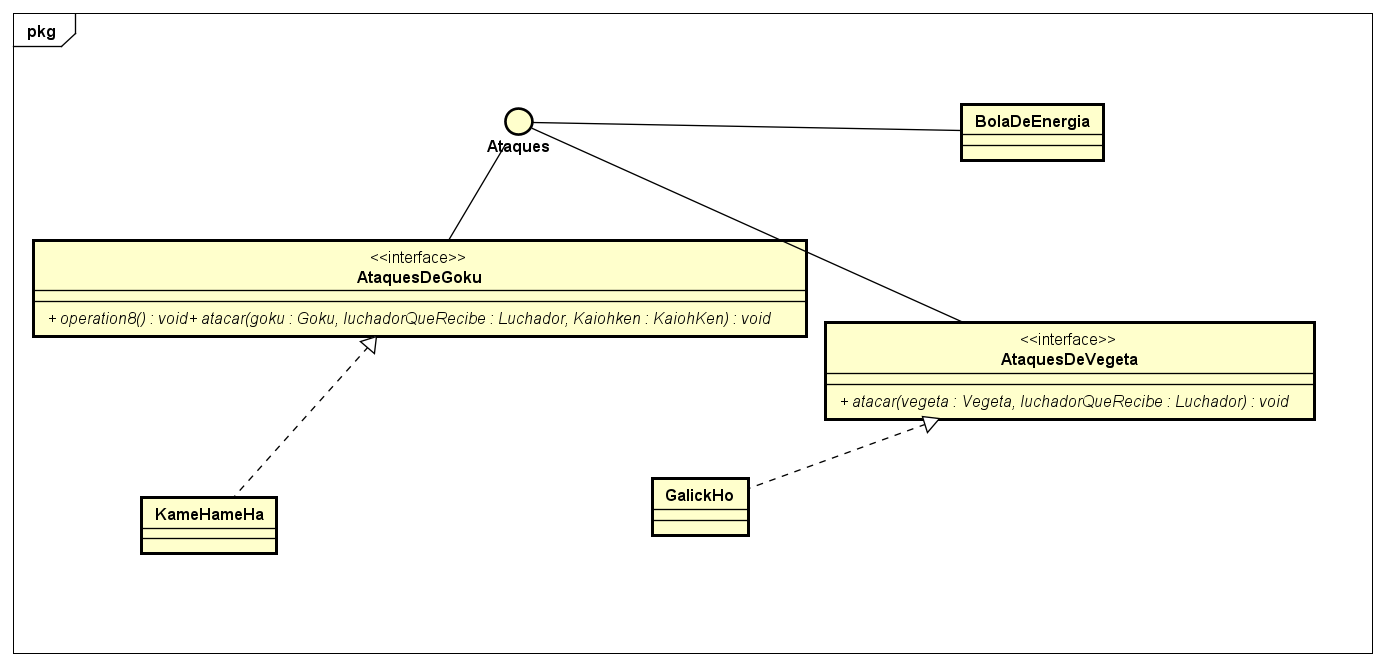 pkg
Ataques
BolaDeEnergia
<<interface>>
AtaquesDeGoku
+ operation8() : void+ atacar(goku : Goku, luchadorQueRecibe : Luchador, Kaiohken : KaiohKen) : void
<<interface>>
AtaquesDeVegeta
+ atacar(vegeta : Vegeta, luchadorQueRecibe : Luchador) : void
GalickHo
KameHameHa